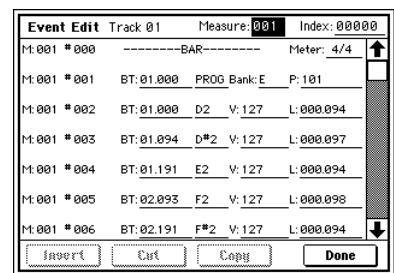 Event Edit Track 01 Measure: 001 Index: 00000
M: 001 # 000 --------BAR-------- Meter: 4/4
M: 001 # 001 BT: 01.000 PROG Bank: E P: 101
M: 001 # 002 BT: 01.000 D2 V: 127 L: 000.094
M: 001 # 003 BT: 01.094 D#2 V: 127 L: 000.097
M: 001 # 004 BT: 01.191 E2 V: 127 L: 000.094
M: 001 # 005 BT: 02.093 F2 V: 127 L: 000.098
M: 001 # 006 BT: 02.191 F#2 V: 127 L: 000.094
Insert Cut Copy Done